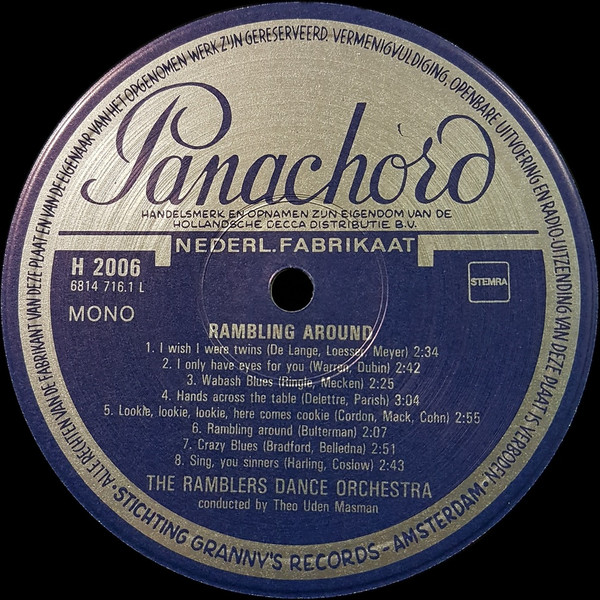 ALLE RECHTEN VAN DE FABRIKANT VAN DEZE PLAAT EN VAN DE EIGENAAR VAN HET OPGENOMEN WERK ZIJN GERESERVEERD. VERMENIGVULDIGING, OPENBARE UITVOERING EN RADIO-UITZENDING VAN DEZE PLAAT IS VERBODEN
Panachord
HANDELSMERK EN OPNAMEN ZIJN EIGENDOM VAN DE
HOLLANDSCHE DECCA DISTRIBUTIE B.V.
NEDERL. FABRIKAAT
H 2006
6814 716.1 L
STEMRA
MONO
RAMBLING AROUND
1. I wish I were twins (De Lange, Loesser, Meyer) 2:34
2. I only have eyes for you (Warren, Dubin) 2:42
3. Wabash Blues (Ringle, Mecken) 2:25
4. Hands across the table (Delettre, Parish) 3:04
5. Lookie, lookie, lookie, here comes cookie (Cordon, Mack, Cohn) 2:55
6. Rambling around (Bulterman) 2:07
7. Crazy Blues (Bradford, Belledna) 2:51
8. Sing, you sinners (Harling, Coslow) 2:43
THE RAMBLERS DANCE ORCHESTRA
conducted by Theo Uden Masman
· STICHTING GRANNY'S RECORDS - AMSTERDAM ·